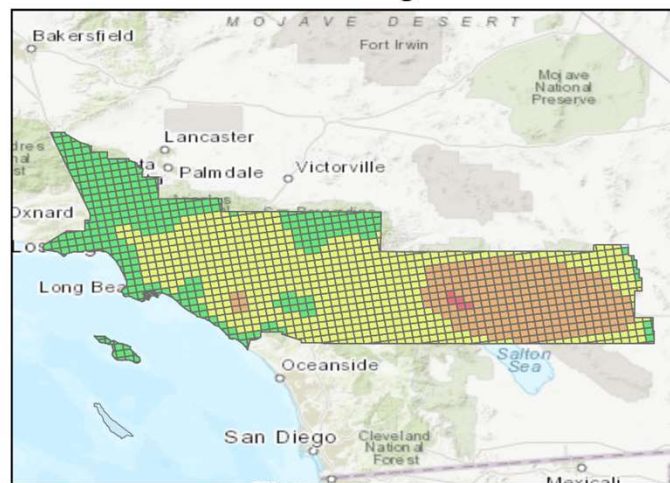 MOJAVE DESERT
Bakersfield
Fort Irwin
Mojave
National
Preserve
Lancaster
Palmdale
Victorville
Oxnard
Long Bea
Oceanside
Salton
Sea
San Diego
Cleveland
National
Forest
Mexicali